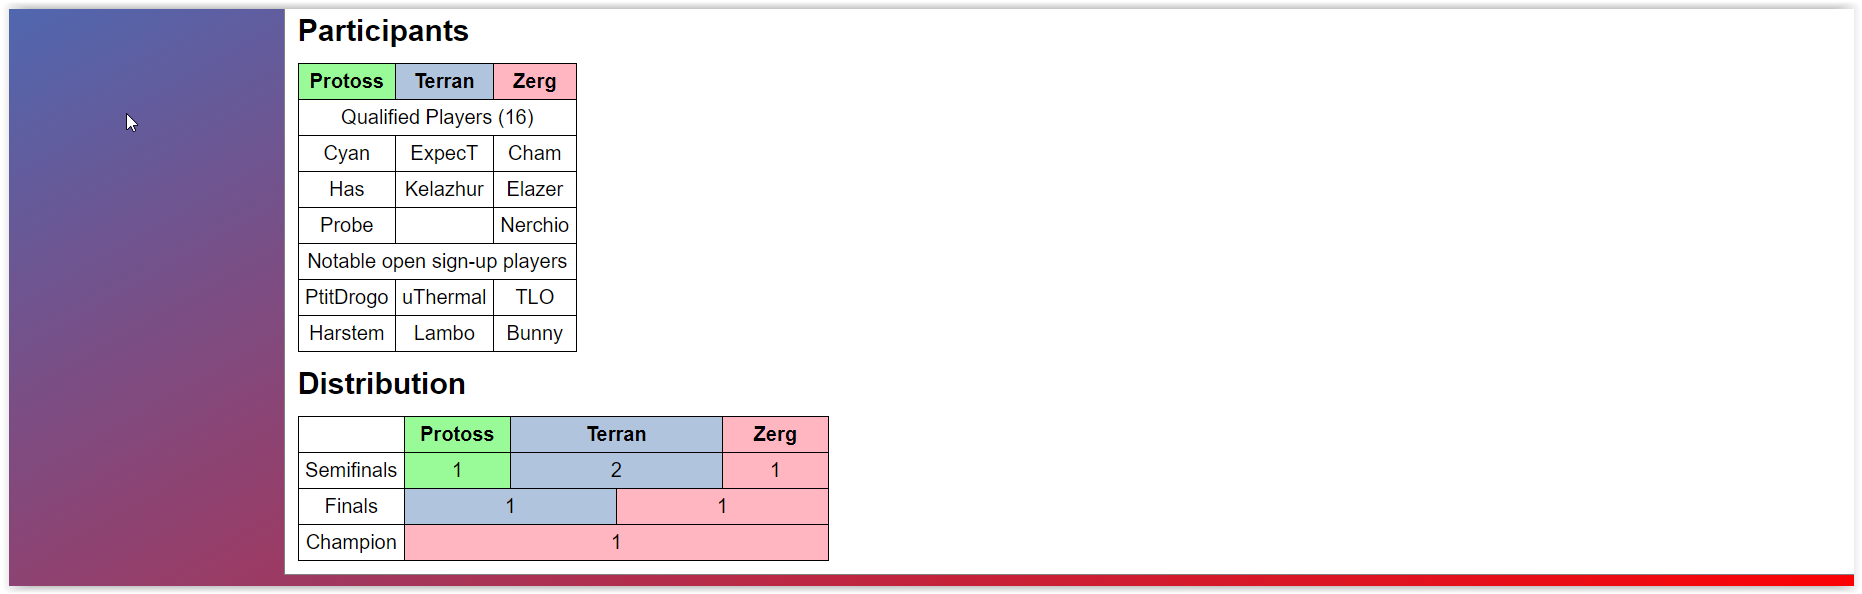 Participants
Protoss Terran Zerg
Qualified Players (16)
Cyan ExpecT Cham
Has Kelazhur Elazer
Probe Nerchio
Notable open sign-up players
PtitDrogo uThermal TLO
Harstem Lambo Bunny
Distribution
Protoss Terran Zerg
Semifinals 1 2 1
Finals 1 1
Champion 1